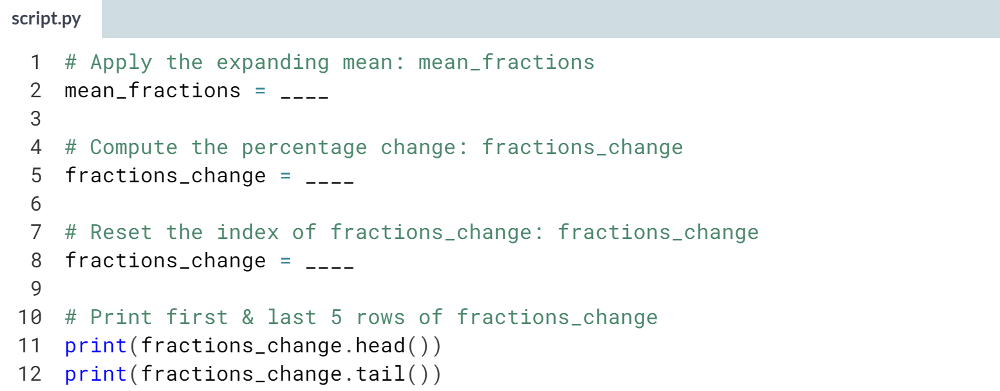 script.py
1 # Apply the expanding mean: mean_fractions
2 mean_fractions = ____
3
4 # Compute the percentage change: fractions_change
5 fractions_change = ____
6
7 # Reset the index of fractions_change: fractions_change
8 fractions_change = ____
9
10 # Print first & last 5 rows of fractions_change
11 print(fractions_change.head())
12 print(fractions_change.tail())